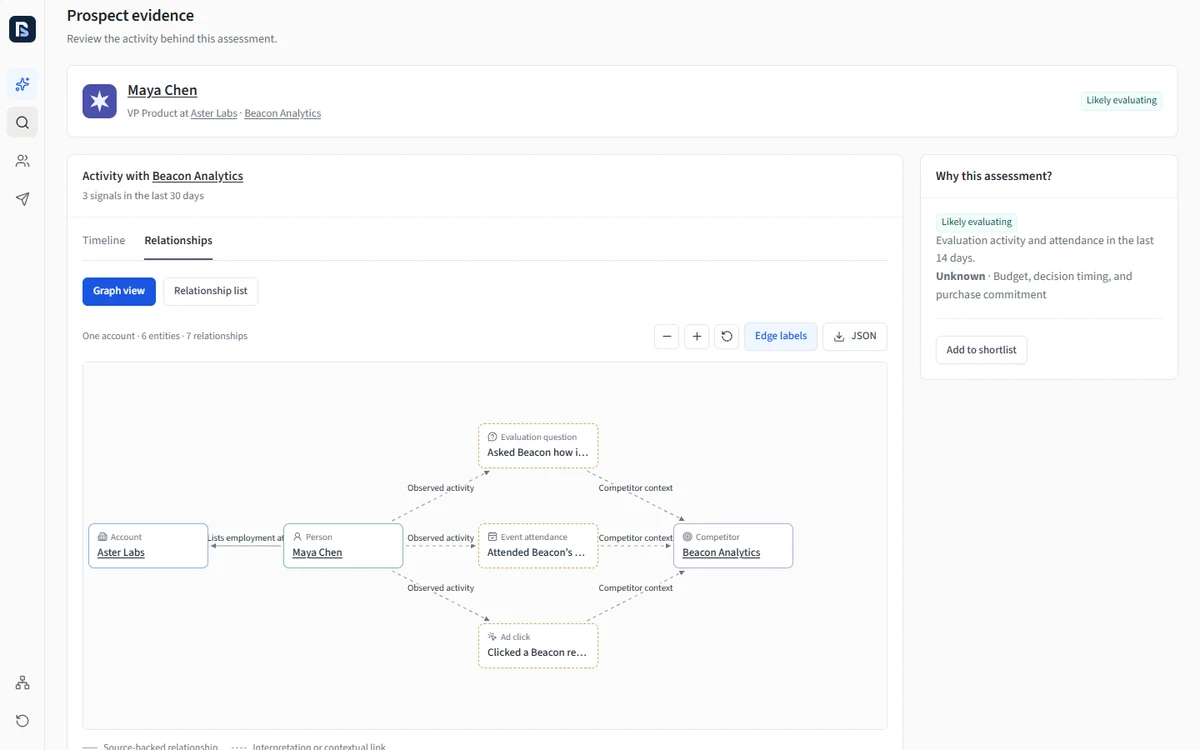 Prospect evidence
Review the activity behind this assessment.
Maya Chen
VP Product at Aster Labs · Beacon Analytics
Likely evaluating
Activity with Beacon Analytics
3 signals in the last 30 days
Timeline
Relationships
Graph view
Relationship list
One account · 6 entities · 7 relationships
Edge labels
JSON
Evaluation question
Asked Beacon how i...
Observed activity
Competitor context
Account
Aster Labs
Lists employment at
Person
Maya Chen
Observed activity
Event attendance
Attended Beacon's ...
Competitor context
Competitor
Beacon Analytics
Observed activity
Competitor context
Ad click
Clicked a Beacon re...
Source-backed relationship
Interpretation or contextual link
Why this assessment?
Likely evaluating
Evaluation activity and attendance in the last
14 days.
Unknown · Budget, decision timing, and
purchase commitment
Add to shortlist